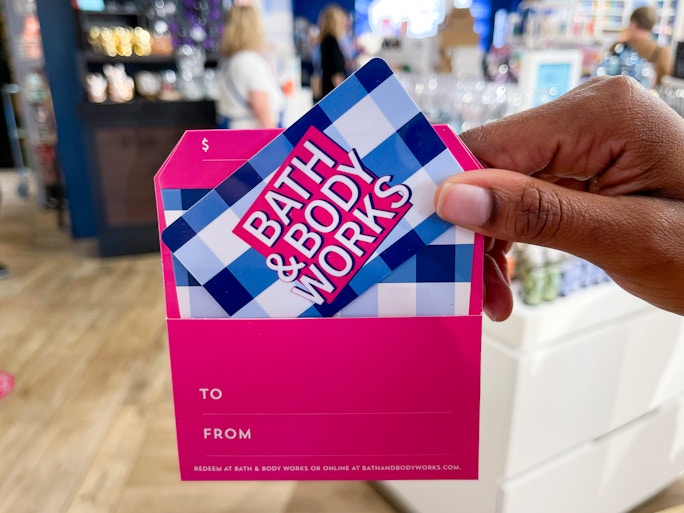 $
BATH
& BODY
WORKS
TO
FROM
REDEEM AT BATH & BODY WORKS OR ONLINE AT BATHANDBODYWORKS.COM.